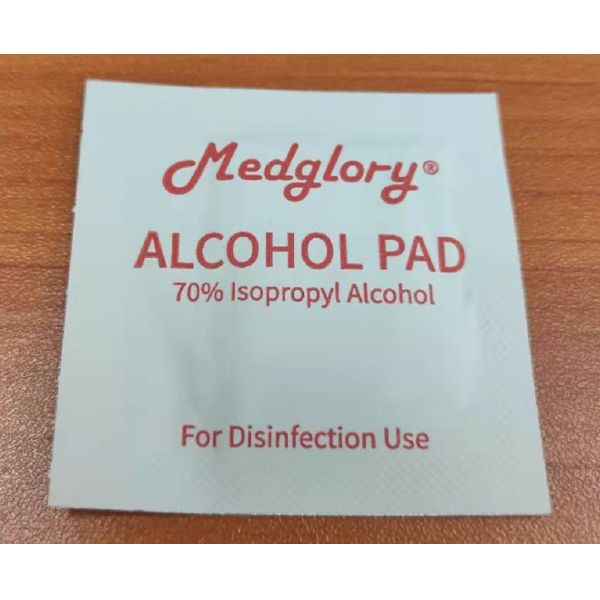 Medglory®
ALCOHOL PAD
70% Isopropyl Alcohol
For Disinfection Use